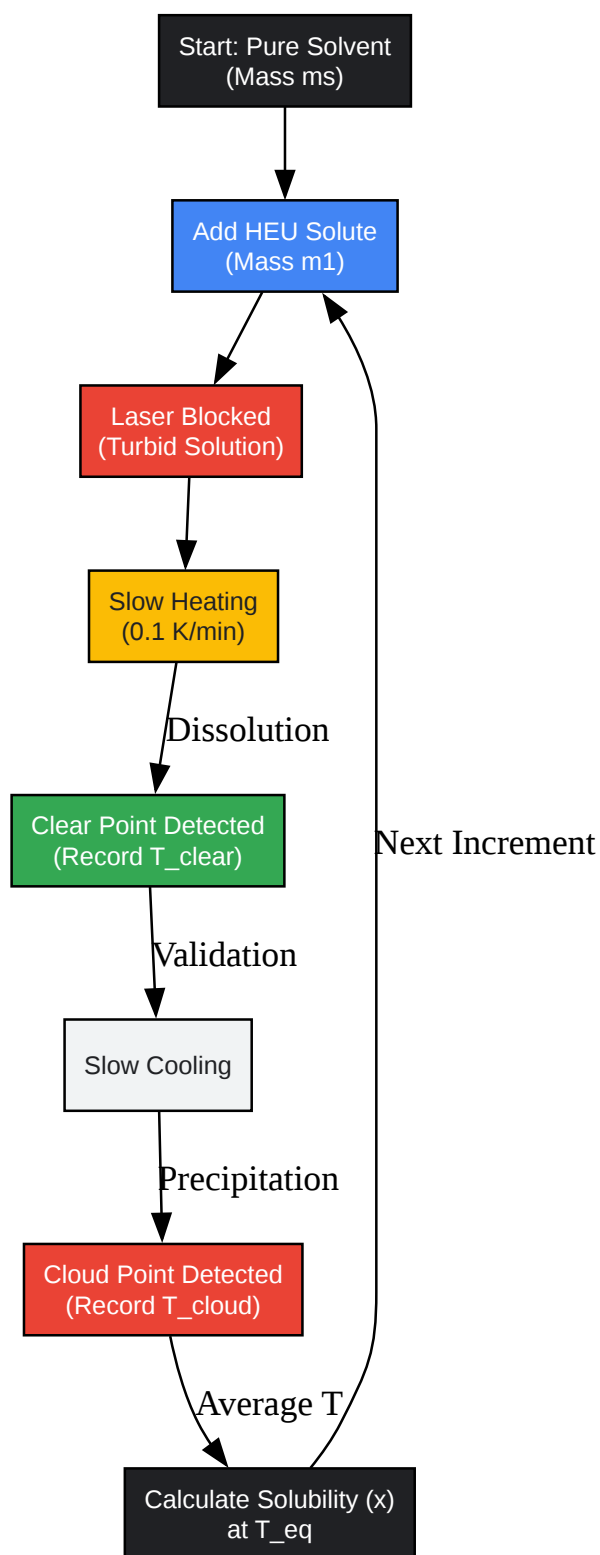 Start: Pure Solvent
(Mass ms)
Add HEU Solute
(Mass m1)
Laser Blocked
(Turbid Solution)
Slow Heating
(0.1 K/min)
Dissolution
Clear Point Detected
(Record T_clear)
Next Increment
Validation
Slow Cooling
Precipitation
Cloud Point Detected
(Record T_cloud)
Average T
Calculate Solubility (x)
at T_eq